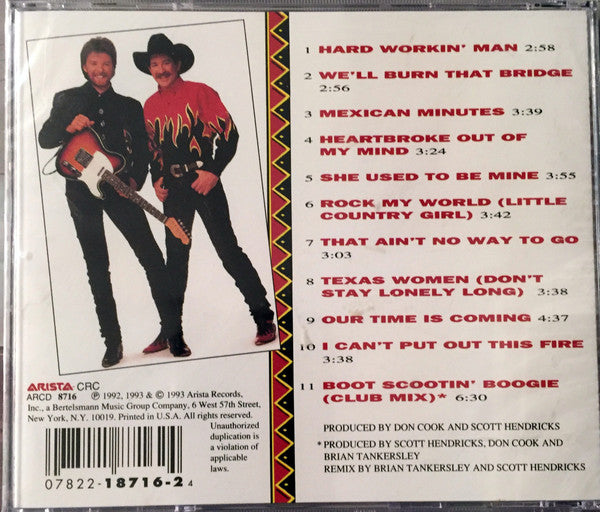 1 HARD WORKIN' MAN 2:58
2 WE'LL BURN THAT BRIDGE
2:56
3 MEXICAN MINUTES 3:39
4 HEARTBROKE OUT OF
MY MIND 3:24
5 SHE USED TO BE MINE 3:55
6 ROCK MY WORLD (LITTLE
COUNTRY GIRL) 3:42
7 THAT AIN'T NO WAY TO GO
3:03
8 TEXAS WOMEN (DON'T
STAY LONELY LONG) 3:38
9 OUR TIME IS COMING 4:37
10 I CAN'T PUT OUT THIS FIRE
3:38
11 BOOT SCOOTIN' BOOGIE
(CLUB MIX)* 6:30
PRODUCED BY DON COOK AND SCOTT HENDRICKS
*PRODUCED BY SCOTT HENDRICKS, DON COOK AND
BRIAN TANKERSLEY
REMIX BY BRIAN TANKERSLEY AND SCOTT HENDRICKS
ARISTA CRC
ARCD 8716 ℗ 1992, 1993 & © 1993 Arista Records,
Inc., a Bertelsmann Music Group Company, 6 West 57th Street,
New York, N.Y. 10019. Printed in U.S.A. All rights reserved.
Unauthorized
duplication is
a violation of
applicable
laws.
07822-18716-2 4